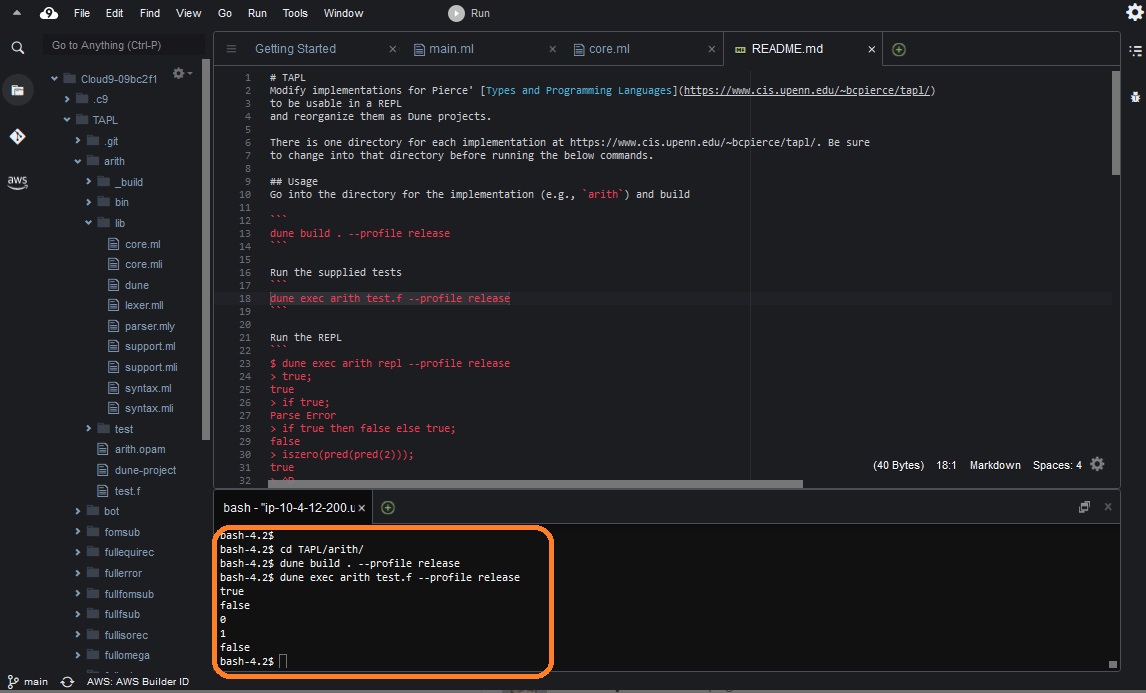 9 File Edit Find View Go Run Tools Window Run
Go to Anything (Ctrl-P)
Cloud9-09bc2f1
.c9
TAPL
.git
arith
_build
bin
lib
core.ml
core.mli
dune
lexer.mll
parser.mly
support.ml
support.mli
syntax.ml
syntax.mli
test
arith.opam
dune-project
test.f
bot
fomsub
fullequirec
fullerror
fullfomsub
fullfsub
fullisorec
fullomega
aws
Getting Started × main.ml × core.ml × README.md ×
1 # TAPL
2 Modify implementations for Pierce' [Types and Programming Languages](https://www.cis.upenn.edu/~bcpierce/tapl/)
3 to be usable in a REPL
4 and reorganize them as Dune projects.
5
6 There is one directory for each implementation at https://www.cis.upenn.edu/~bcpierce/tapl/. Be sure
7 to change into that directory before running the below commands.
8
9 ## Usage
10 Go into the directory for the implementation (e.g., `arith`) and build
11
12 ```
13 dune build . --profile release
14 ```
15
16 Run the supplied tests
17 ```
18 dune exec arith test.f --profile release
19 ```
20
21 Run the REPL
22 ```
23 $ dune exec arith repl --profile release
24 > true;
25 true
26 > if true;
27 Parse Error
28 > if true then false else true;
29 false
30 > iszero(pred(pred(2)));
31 true
32 > ^D
(40 Bytes) 18:1 Markdown Spaces: 4
bash - "ip-10-4-12-200.u ×
bash-4.2$
bash-4.2$ cd TAPL/arith/
bash-4.2$ dune build . --profile release
bash-4.2$ dune exec arith test.f --profile release
true
false
0
1
false
bash-4.2$
main AWS: AWS Builder ID